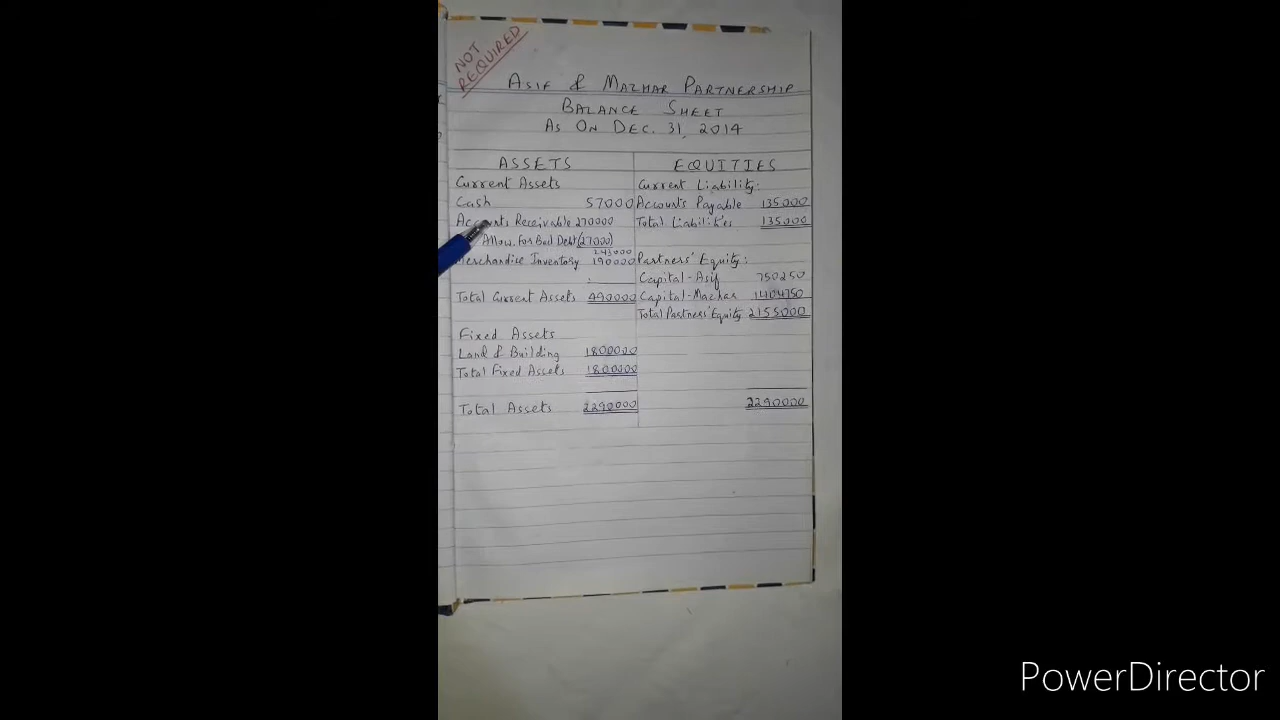 NOT
REQUIRED
ASIF & MAZHAR PARTNERSHIP
BALANCE SHEET
AS ON DEC. 31, 2014
ASSETS
Current Assets
Cash 57000
Accounts Receivable 270000
Allow. For Bad Debt (27000)
243000
Merchandise Inventory 190000
Total Current Assets 490000
Fixed Assets
Land & Building 1800000
Total Fixed Assets 1800000
Total Assets 2290000
EQUITIES
Current Liability:
Accounts Payable 135000
Total Liabilities 135000
Partners' Equity:
Capital-Asif 750250
Capital-Mazhar 1404750
Total Partners' Equity 2155000
2290000
PowerDirector